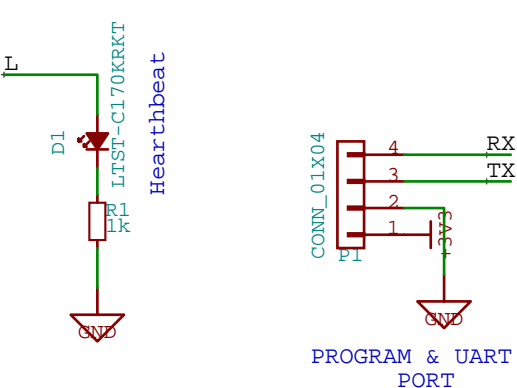 L
D1
LTST-C170KRKT
Hearthbeat
R1
1k
GND
CONN_01X04
P1
4
RX
3
TX
2
1
+3V3
GND
PROGRAM & UART
PORT